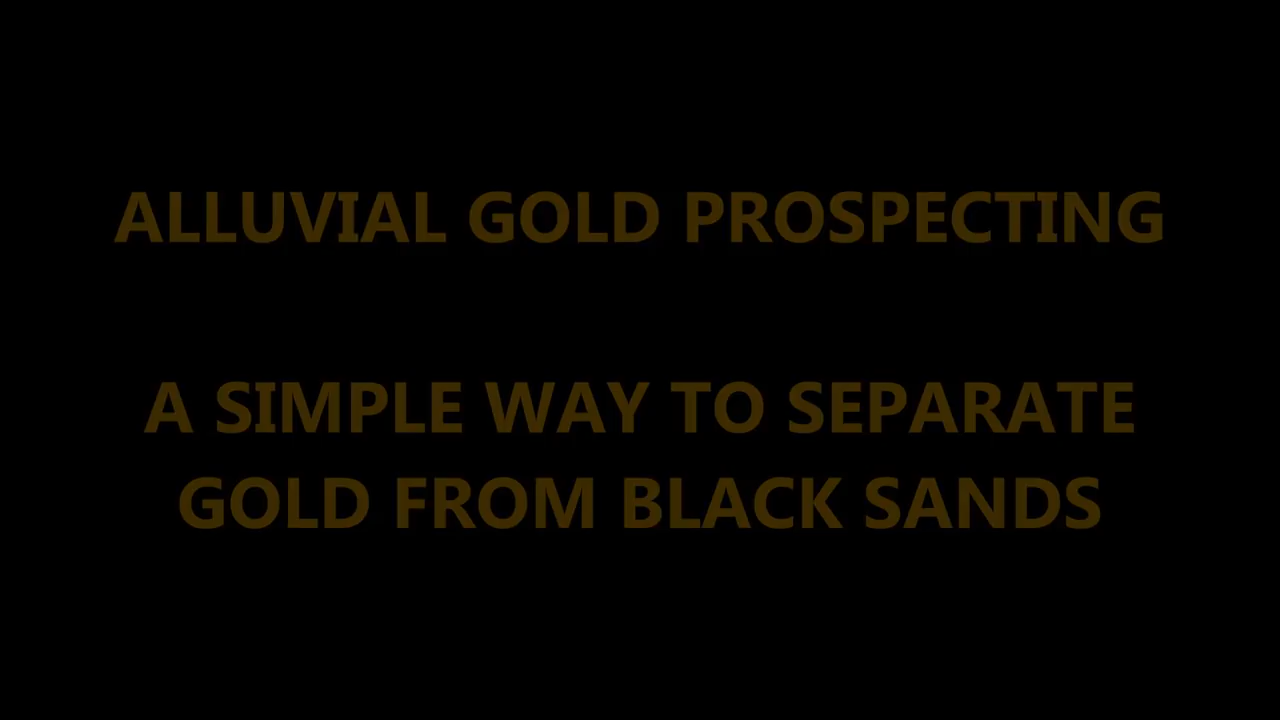 ALLUVIAL GOLD PROSPECTING
A SIMPLE WAY TO SEPARATE
GOLD FROM BLACK SANDS